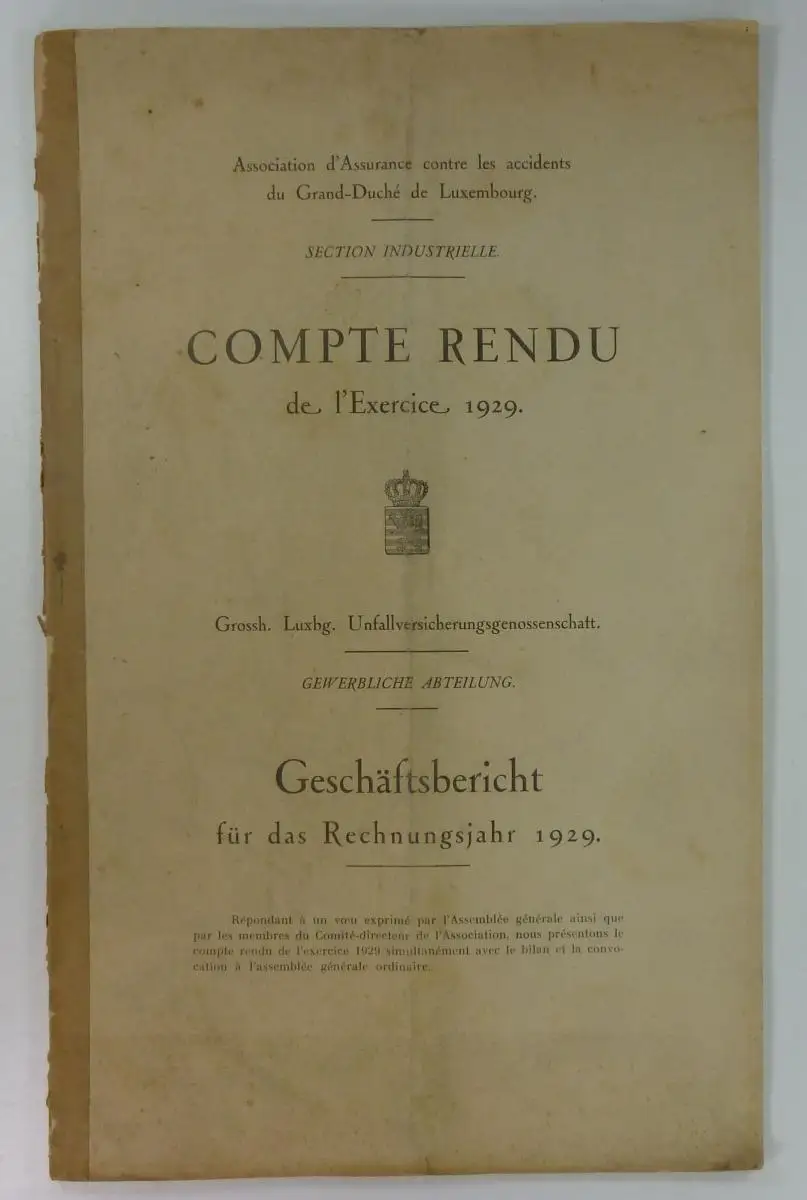 Association d'Assurance contre les accidents
du Grand-Duché de Luxembourg.
SECTION INDUSTRIELLE.
COMPTE RENDU
de l'Exercice 1929.
Grossh. Luxbg. Unfallversicherungsgenossenschaft.
GEWERBLICHE ABTEILUNG.
Geschäftsbericht
für das Rechnungsjahr 1929.
Répondant à un vœu exprimé par l'Assemblée générale ainsi que
par les membres du Comité-directeur de l'Association, nous présentons le
compte rendu de l'exercice 1929 simultanément avec le bilan et la convo-
cation à l'assemblée générale ordinaire.